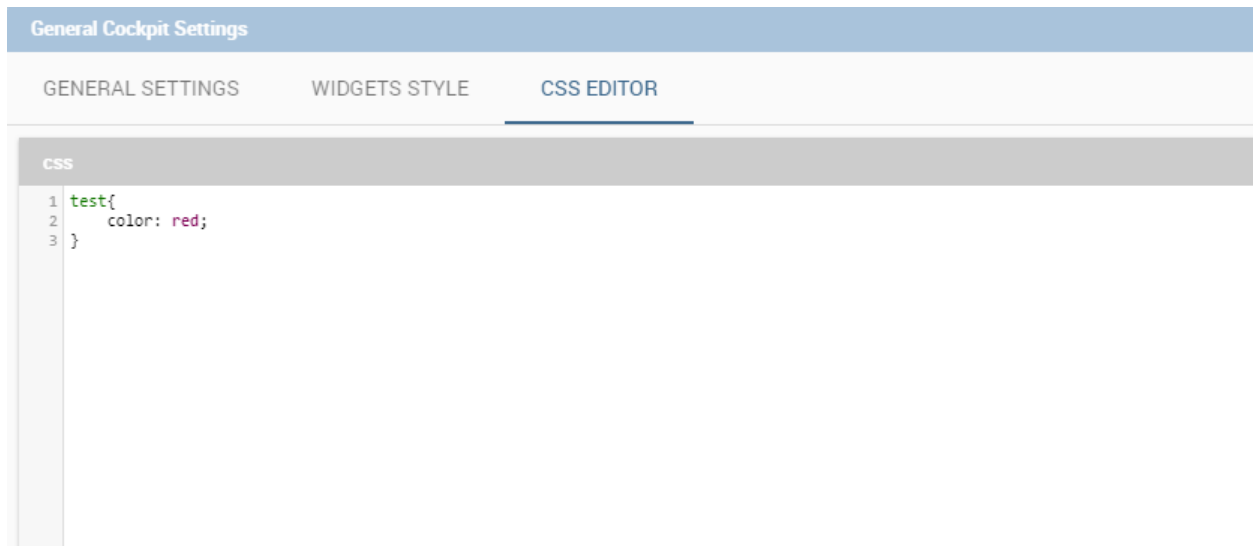 General Cockpit Settings
GENERAL SETTINGS WIDGETS STYLE CSS EDITOR
css
1 test{
2     color: red;
3 }